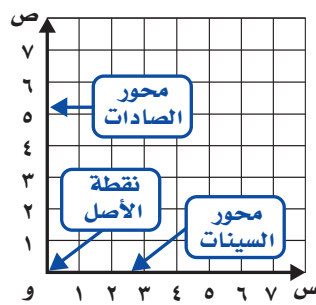 ص
٧
٦
٥
٤
٣
٢
١
محور
الصادات
نقطة
الأصل
محور
السينات
و ١ ٢ ٣ ٤ ٥ ٦ ٧ س